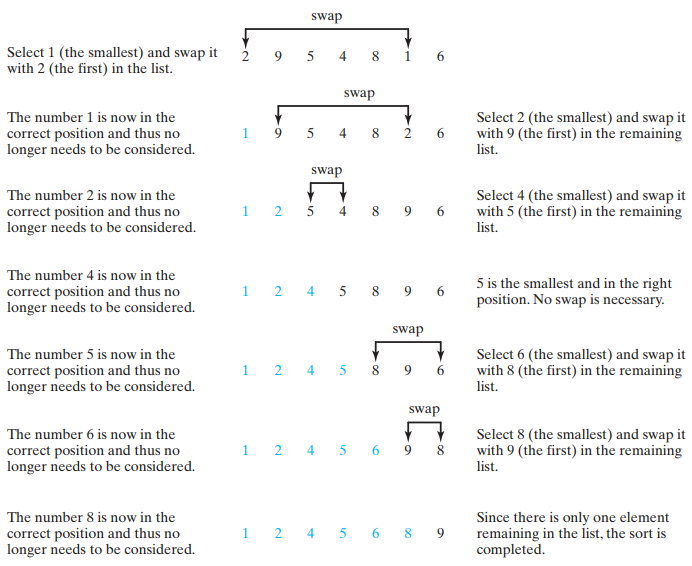 swap
Select 1 (the smallest) and swap it
with 2 (the first) in the list.
2 9 5 4 8 1 6
swap
The number 1 is now in the
correct position and thus no
longer needs to be considered.
1 9 5 4 8 2 6
Select 2 (the smallest) and swap it
with 9 (the first) in the remaining
list.
swap
The number 2 is now in the
correct position and thus no
longer needs to be considered.
1 2 5 4 8 9 6
Select 4 (the smallest) and swap it
with 5 (the first) in the remaining
list.
The number 4 is now in the
correct position and thus no
longer needs to be considered.
1 2 4 5 8 9 6
5 is the smallest and in the right
position. No swap is necessary.
swap
The number 5 is now in the
correct position and thus no
longer needs to be considered.
1 2 4 5 8 9 6
Select 6 (the smallest) and swap it
with 8 (the first) in the remaining
list.
swap
The number 6 is now in the
correct position and thus no
longer needs to be considered.
1 2 4 5 6 9 8
Select 8 (the smallest) and swap it
with 9 (the first) in the remaining
list.
The number 8 is now in the
correct position and thus no
longer needs to be considered.
1 2 4 5 6 8 9
Since there is only one element
remaining in the list, the sort is
completed.